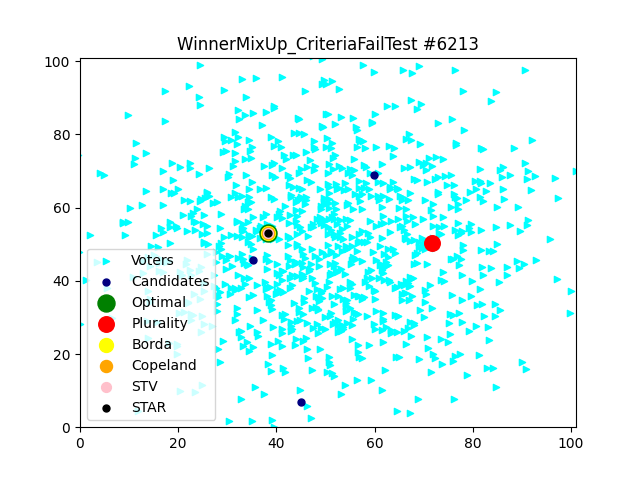 WinnerMixUp_CriteriaFailTest #6213
100
80
60
40
20
0
Voters
Candidates
Optimal
Plurality
Borda
Copeland
STV
STAR
0 20 40 60 80 100